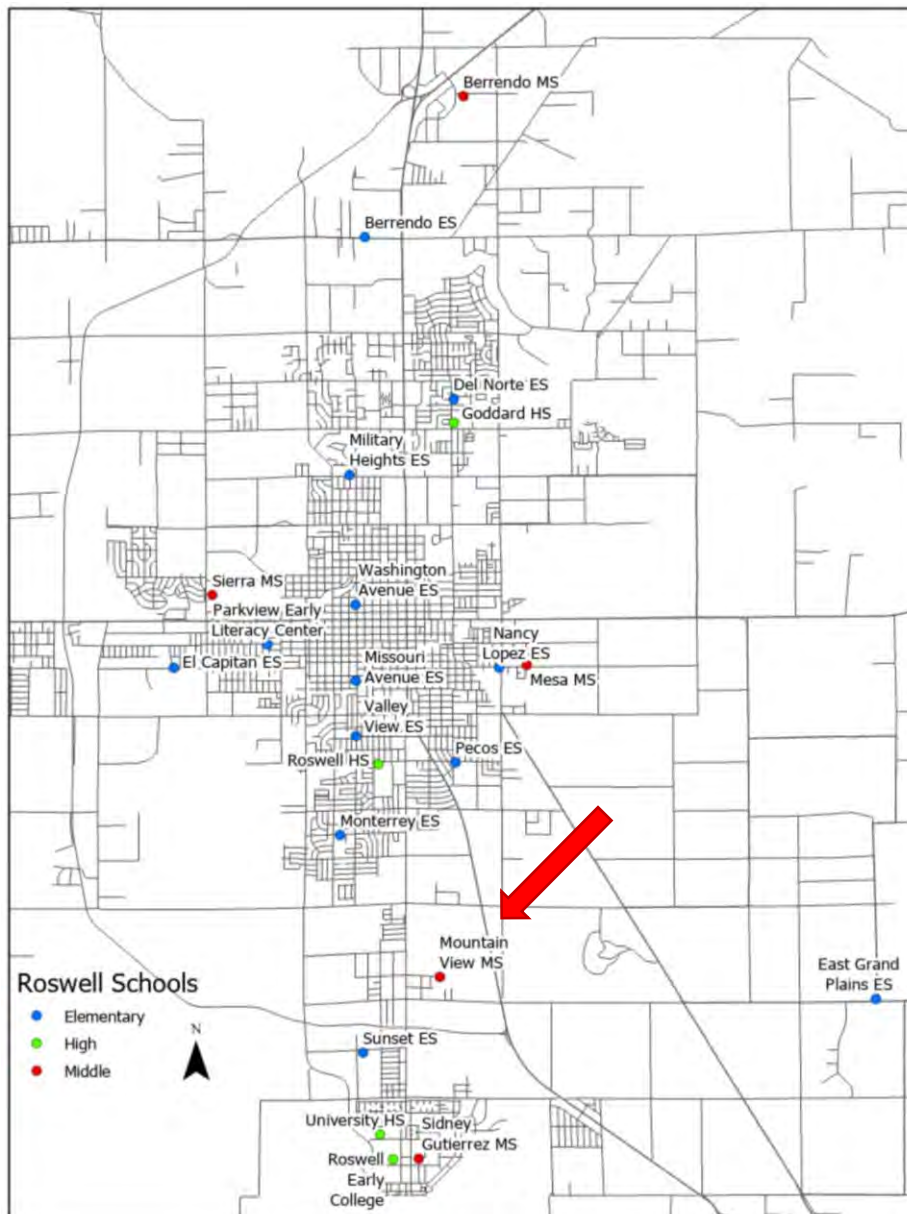 Berrendo MS
Berrendo ES
Del Norte ES
Goddard HS
Military
Heights ES
Washington
Avenue ES
Sierra MS
Parkview Early
Literacy Center
El Capitan ES
Nancy
Lopez ES
Mesa MS
Missouri
Avenue ES
Valley
View ES
Roswell HS
Pecos ES
Monterrey ES
Mountain
View MS
East Grand
Plains ES
Roswell Schools
Elementary
High
Middle
N
Sunset ES
University HS
Sidney
Gutierrez MS
Roswell
Early
College